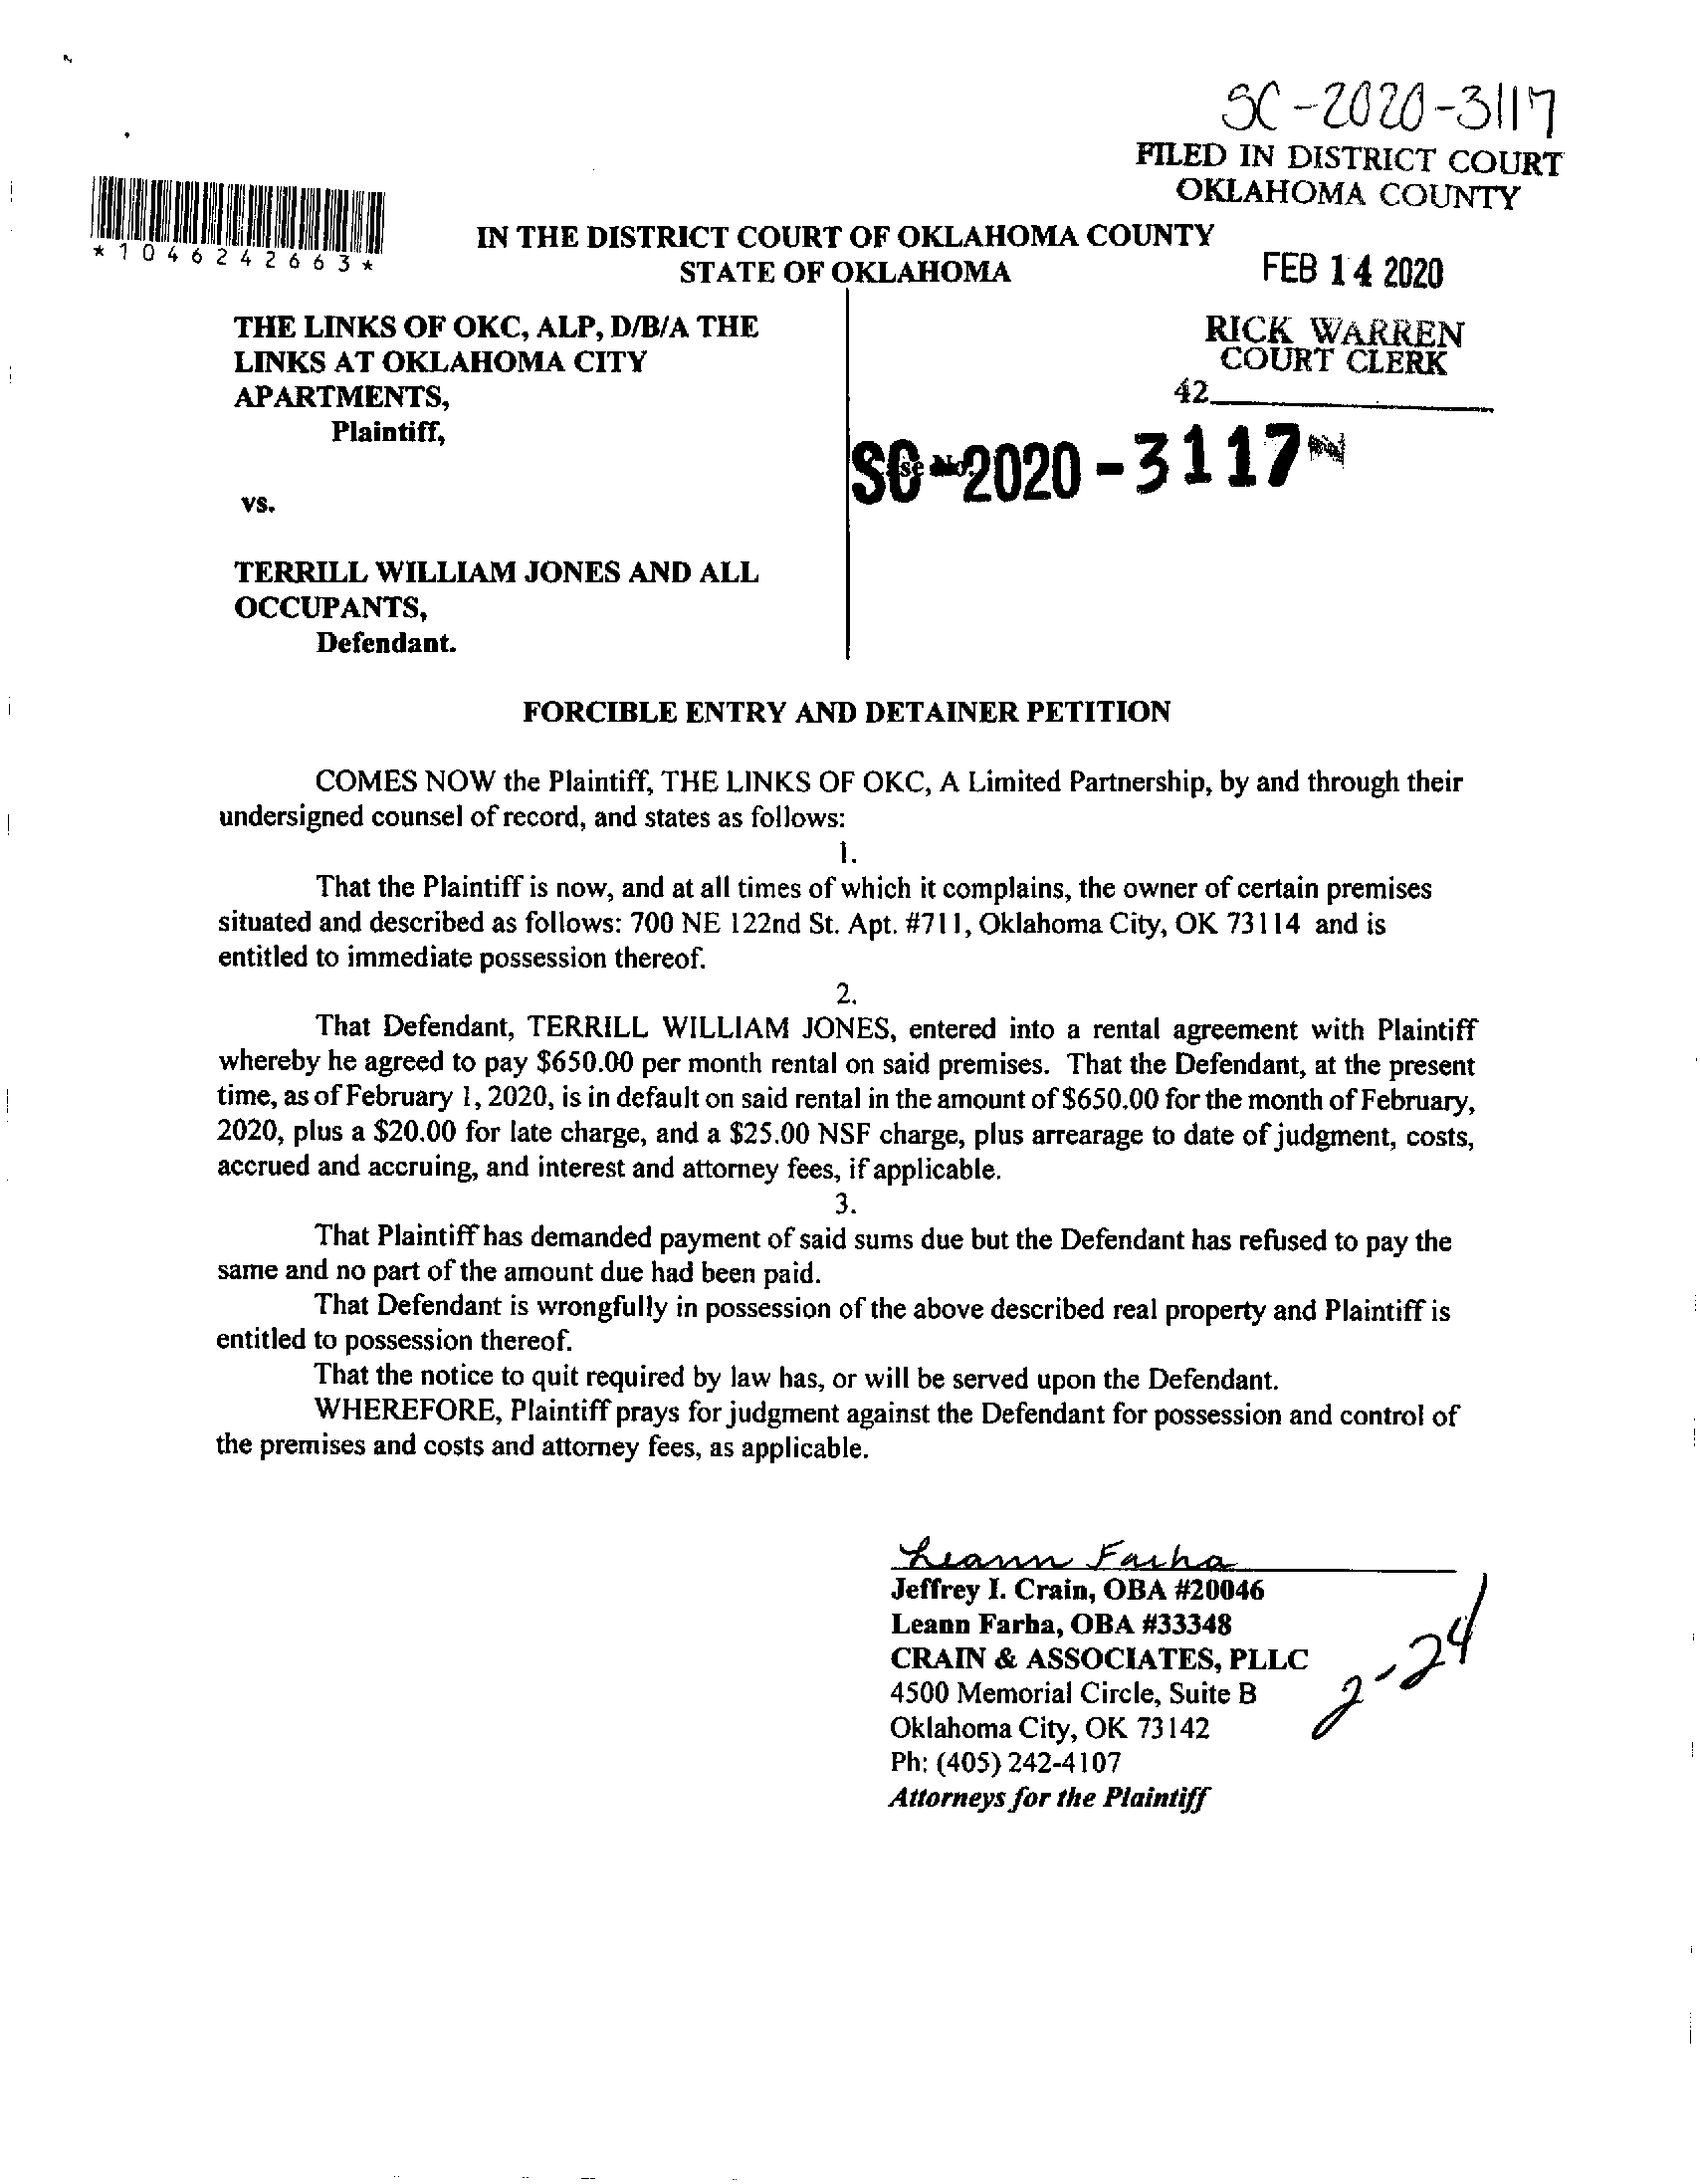 SC-2020-3117
FILED IN DISTRICT COURT
OKLAHOMA COUNTY
*1046242663*
IN THE DISTRICT COURT OF OKLAHOMA COUNTY
STATE OF OKLAHOMA
FEB 14 2020
RICK WARREN
COURT CLERK
42
THE LINKS OF OKC, ALP, D/B/A THE
LINKS AT OKLAHOMA CITY
APARTMENTS,
Plaintiff,
SC-2020-3117
vs.
TERRILL WILLIAM JONES AND ALL
OCCUPANTS,
Defendant.
FORCIBLE ENTRY AND DETAINER PETITION
COMES NOW the Plaintiff, THE LINKS OF OKC, A Limited Partnership, by and through their
undersigned counsel of record, and states as follows:
1.
That the Plaintiff is now, and at all times of which it complains, the owner of certain premises
situated and described as follows: 700 NE 122nd St. Apt. #711, Oklahoma City, OK 73114 and is
entitled to immediate possession thereof.
2.
That Defendant, TERRILL WILLIAM JONES, entered into a rental agreement with Plaintiff
whereby he agreed to pay $650.00 per month rental on said premises. That the Defendant, at the present
time, as of February 1, 2020, is in default on said rental in the amount of $650.00 for the month of February,
2020, plus a $20.00 for late charge, and a $25.00 NSF charge, plus arrearage to date of judgment, costs,
accrued and accruing, and interest and attorney fees, if applicable.
3.
That Plaintiff has demanded payment of said sums due but the Defendant has refused to pay the
same and no part of the amount due had been paid.
That Defendant is wrongfully in possession of the above described real property and Plaintiff is
entitled to possession thereof.
That the notice to quit required by law has, or will be served upon the Defendant.
WHEREFORE, Plaintiff prays for judgment against the Defendant for possession and control of
the premises and costs and attorney fees, as applicable.
Leann Farha
Jeffrey I. Crain, OBA #20046
Leann Farha, OBA #33348
CRAIN & ASSOCIATES, PLLC
4500 Memorial Circle, Suite B
Oklahoma City, OK 73142
Ph: (405) 242-4107
Attorneys for the Plaintiff
2-24